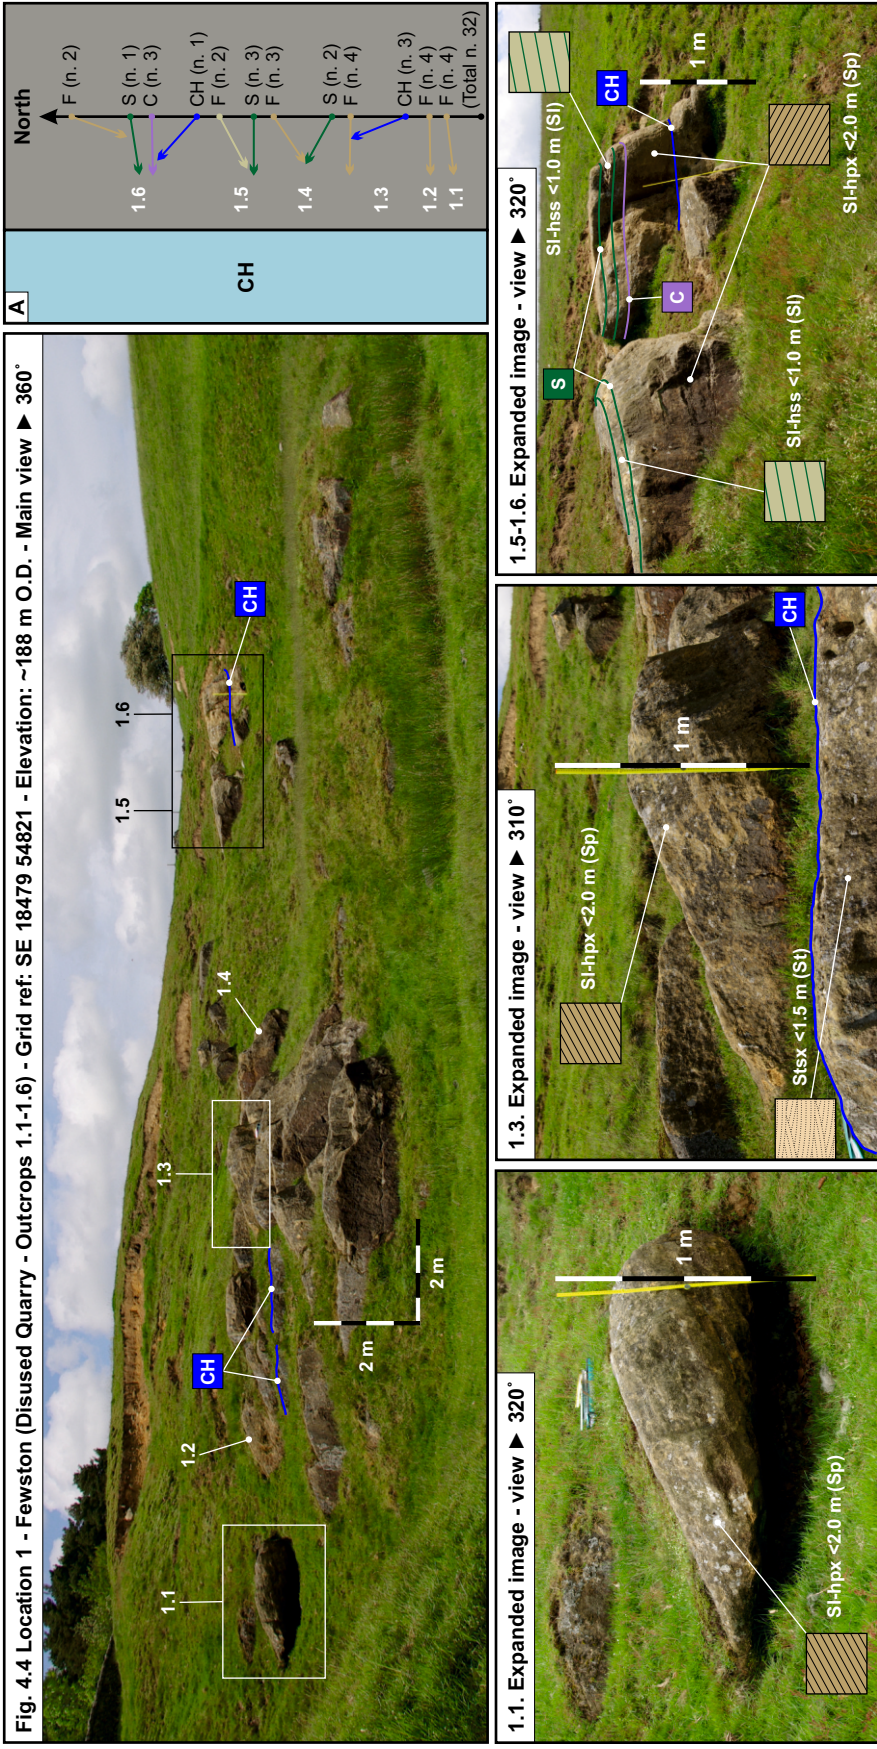 Fig. 4.4 Location 1 - Fewston (Disused Quarry - Outcrops 1.1-1.6) - Grid ref: SE 18479 54821 - Elevation: ~188 m O.D. - Main view ► 360°
1.1
1.2
CH
1.3
1.4
1.5
1.6
CH
2 m
2 m
A
North
CH
1.6
1.5
1.4
1.3
1.2
1.1
F (n. 2)
S (n. 1)
C (n. 3)
CH (n. 1)
F (n. 2)
S (n. 3)
F (n. 3)
S (n. 2)
F (n. 4)
CH (n. 3)
F (n. 4)
F (n. 4)
(Total n. 32)
1.1. Expanded image - view ► 320°
1 m
Sl-hpx <2.0 m (Sp)
1.3. Expanded image - view ► 310°
Sl-hpx <2.0 m (Sp)
1 m
Stsx <1.5 m (St)
CH
1.5-1.6. Expanded image - view ► 320°
Sl-hss <1.0 m (Sl)
S
CH
1 m
C
Sl-hss <1.0 m (Sl)
Sl-hpx <2.0 m (Sp)